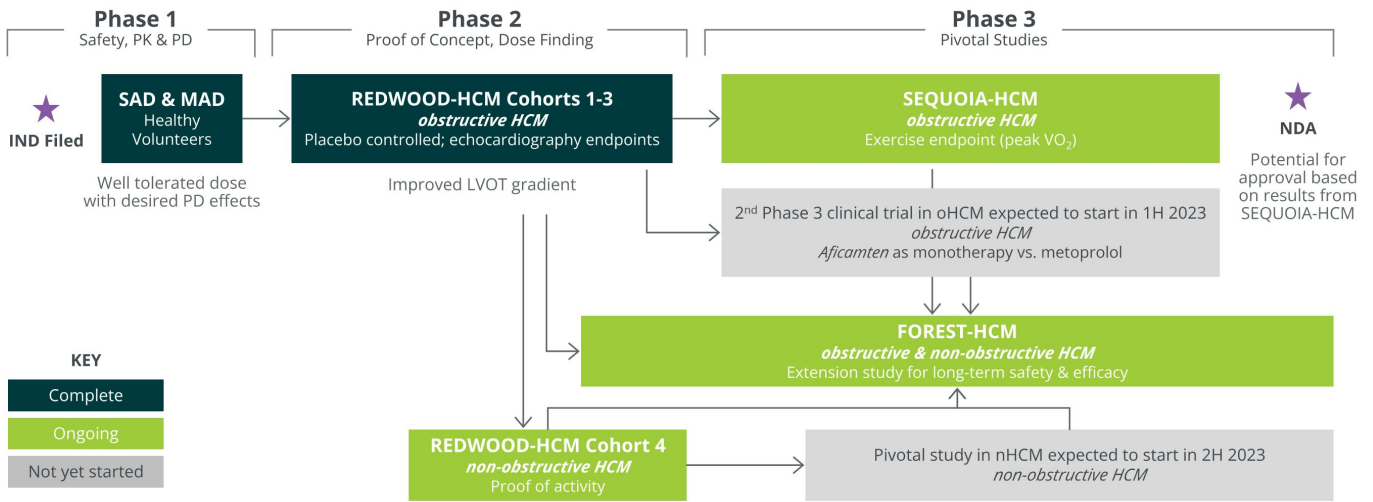 Phase 1
Safety, PK & PD
Phase 2
Proof of Concept, Dose Finding
Phase 3
Pivotal Studies
IND Filed
SAD & MAD
Healthy
Volunteers
Well tolerated dose
with desired PD effects
REDWOOD-HCM Cohorts 1-3
obstructive HCM
Placebo controlled; echocardiography endpoints
Improved LVOT gradient
SEQUOIA-HCM
obstructive HCM
Exercise endpoint (peak VO₂)
NDA
Potential for
approval based
on results from
SEQUOIA-HCM
2ⁿᵈ Phase 3 clinical trial in oHCM expected to start in 1H 2023
obstructive HCM
Aficamten as monotherapy vs. metoprolol
FOREST-HCM
obstructive & non-obstructive HCM
Extension study for long-term safety & efficacy
KEY
Complete
Ongoing
Not yet started
REDWOOD-HCM Cohort 4
non-obstructive HCM
Proof of activity
Pivotal study in nHCM expected to start in 2H 2023
non-obstructive HCM